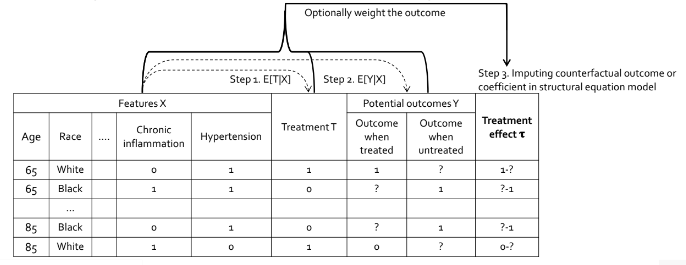 Optionally weight the outcome
Step 1. E[T|X] Step 2. E[Y|X]
Step 3. Imputing counterfactual outcome or
coefficient in structural equation model
Features X
Treatment T
Potential outcomes Y
Treatment
effect τ
Age Race .... Chronic
inflammation Hypertension Outcome
when
treated Outcome
when
untreated
65 White 0 1 1 1 ? 1-?
65 Black 1 1 0 ? 1 ?-1
...
85 Black 0 1 0 ? 1 ?-1
85 White 1 0 1 0 ? 0-?